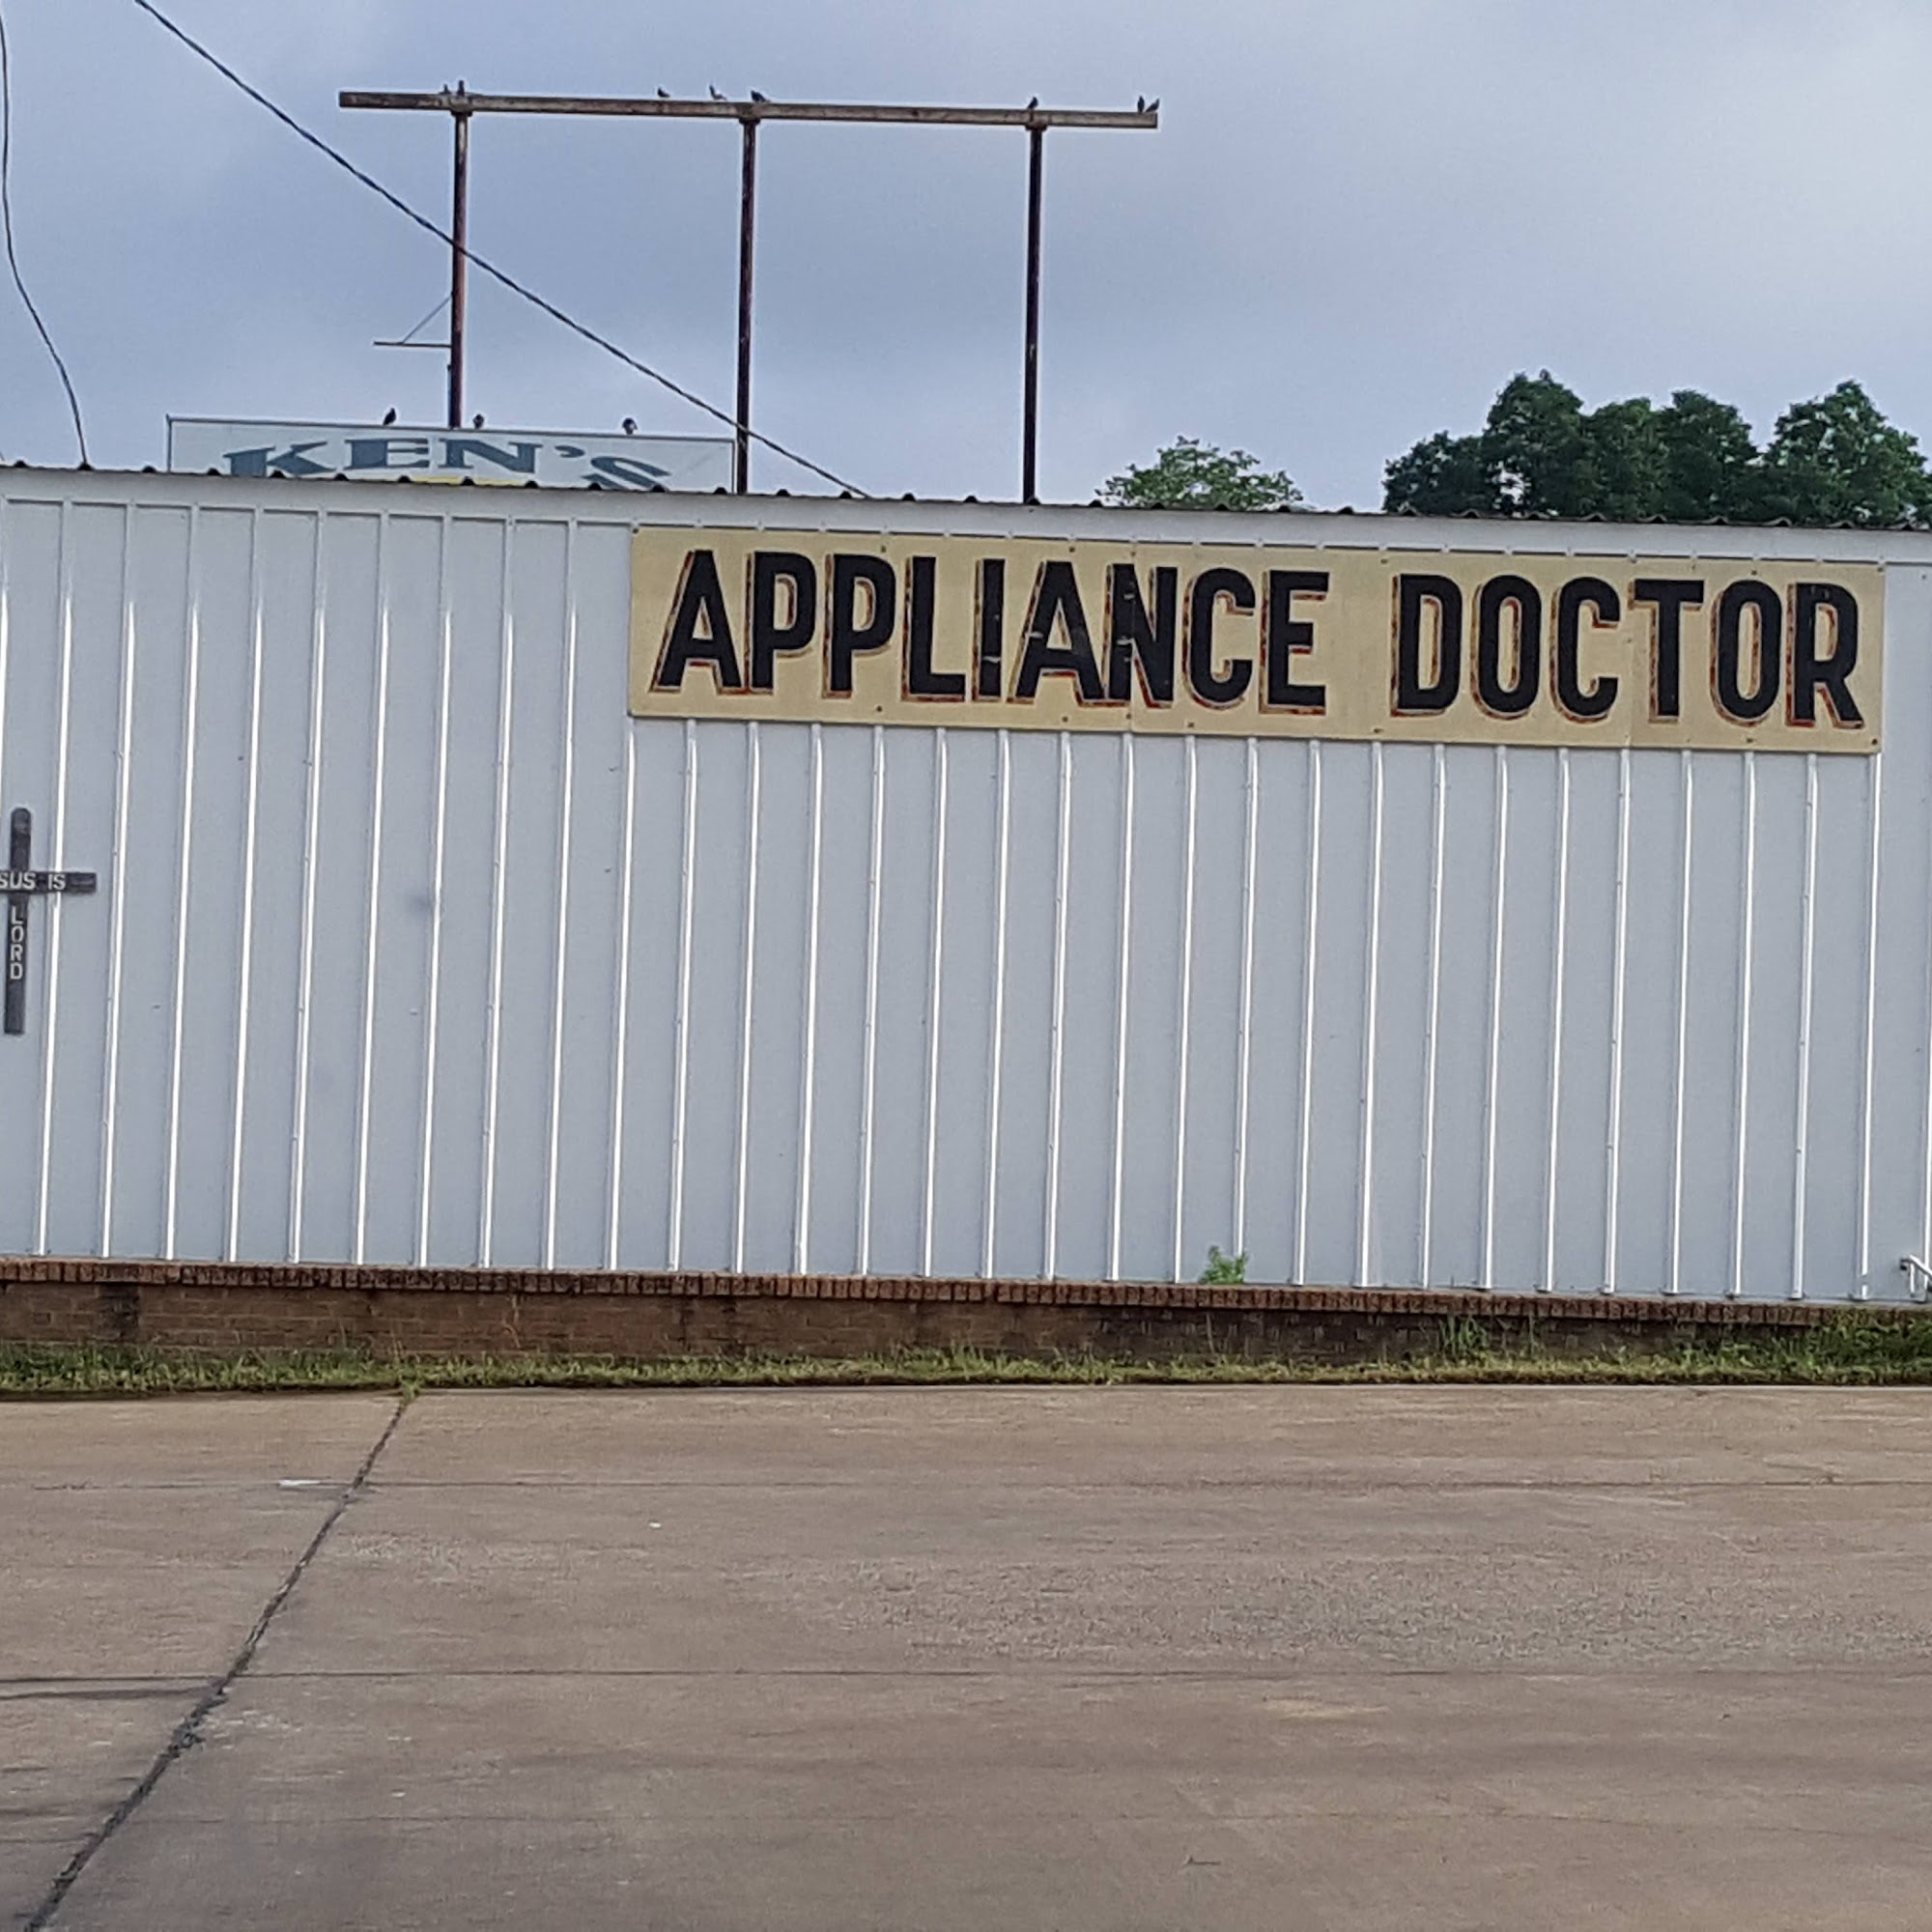 KEN'S
APPLIANCE DOCTOR
SUS IS
LORD